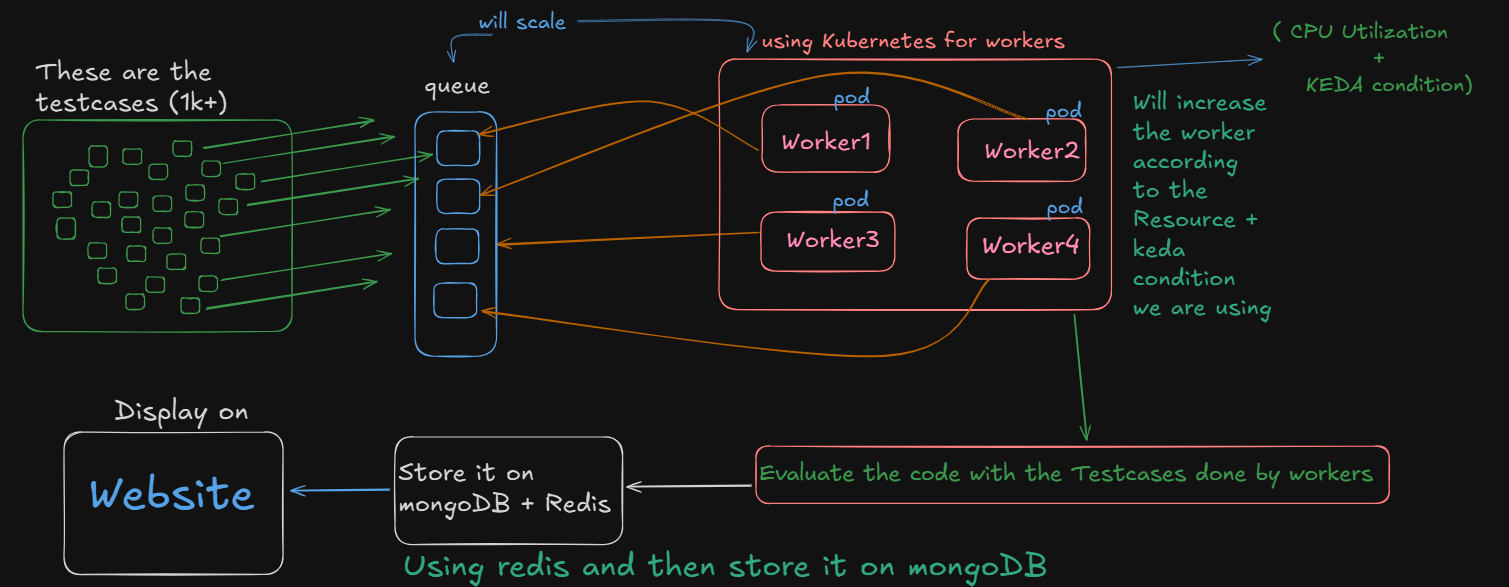 will scale
These are the
testcases (1k+)
queue
using Kubernetes for workers
( CPU Utilization
+
KEDA condition)
pod
Worker1
pod
Worker2
pod
Worker3
pod
Worker4
Will increase
the worker
according
to the
Resource +
keda
condition
we are using
Display on
Website
Store it on
mongoDB + Redis
Evaluate the code with the Testcases done by workers
Using redis and then store it on mongoDB